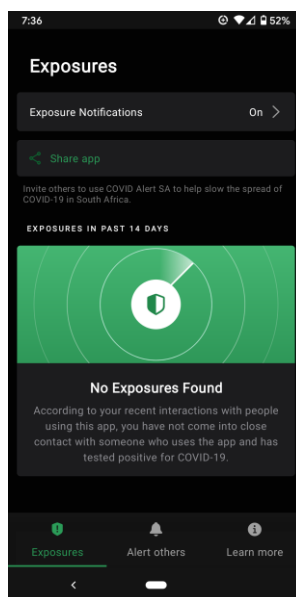 7:36 52%
Exposures
Exposure Notifications On
Share app
Invite others to use COVID Alert SA to help slow the spread of
COVID-19 in South Africa.
EXPOSURES IN PAST 14 DAYS
No Exposures Found
According to your recent interactions with people
using this app, you have not come into close
contact with someone who uses the app and has
tested positive for COVID-19.
Exposures Alert others Learn more